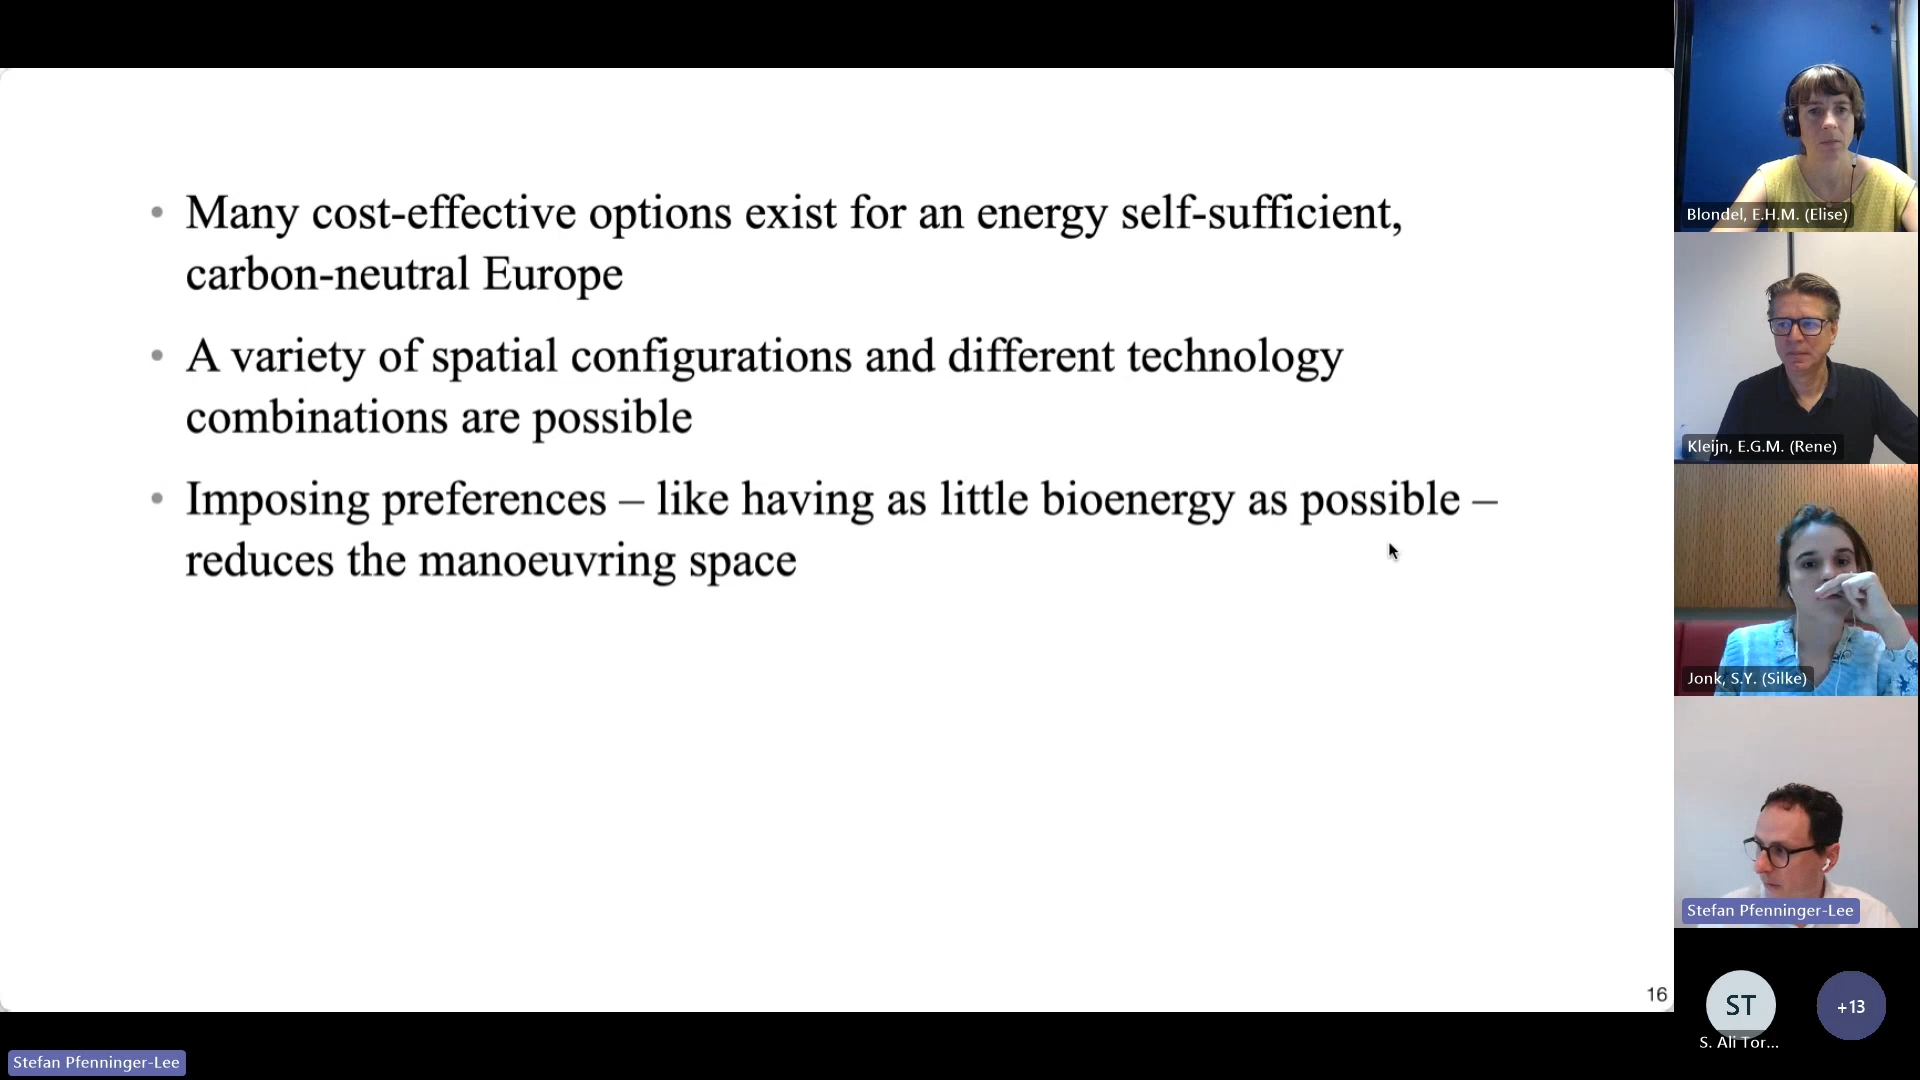 • Many cost-effective options exist for an energy self-sufficient,
carbon-neutral Europe
• A variety of spatial configurations and different technology
combinations are possible
• Imposing preferences – like having as little bioenergy as possible –
reduces the manoeuvring space
16
Stefan Pfenninger-Lee
Blondel, E.H.M. (Elise)
Kleijn, E.G.M. (Rene)
Jonk, S.Y. (Silke)
Stefan Pfenninger-Lee
ST
S. Ali Tor...
+13